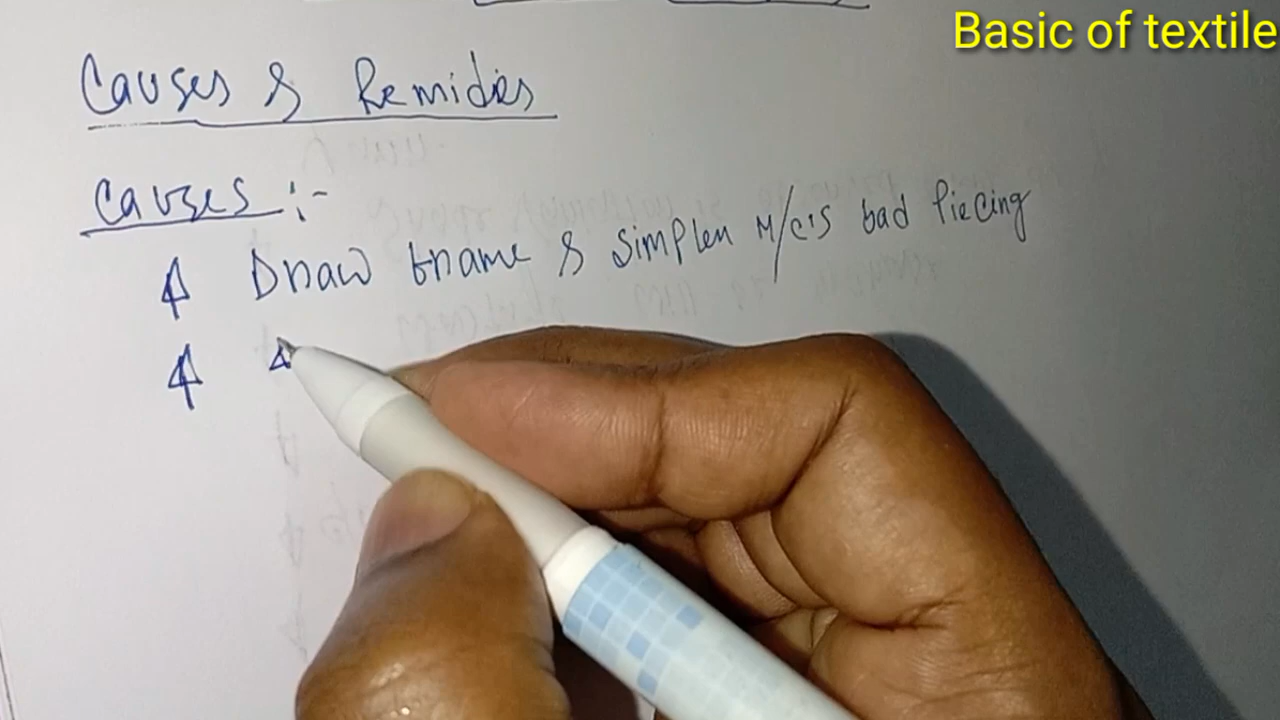 Basic of textile
Causes & Remidies
Causes :-
Draw frame & Simplex M/C's bad Piecing